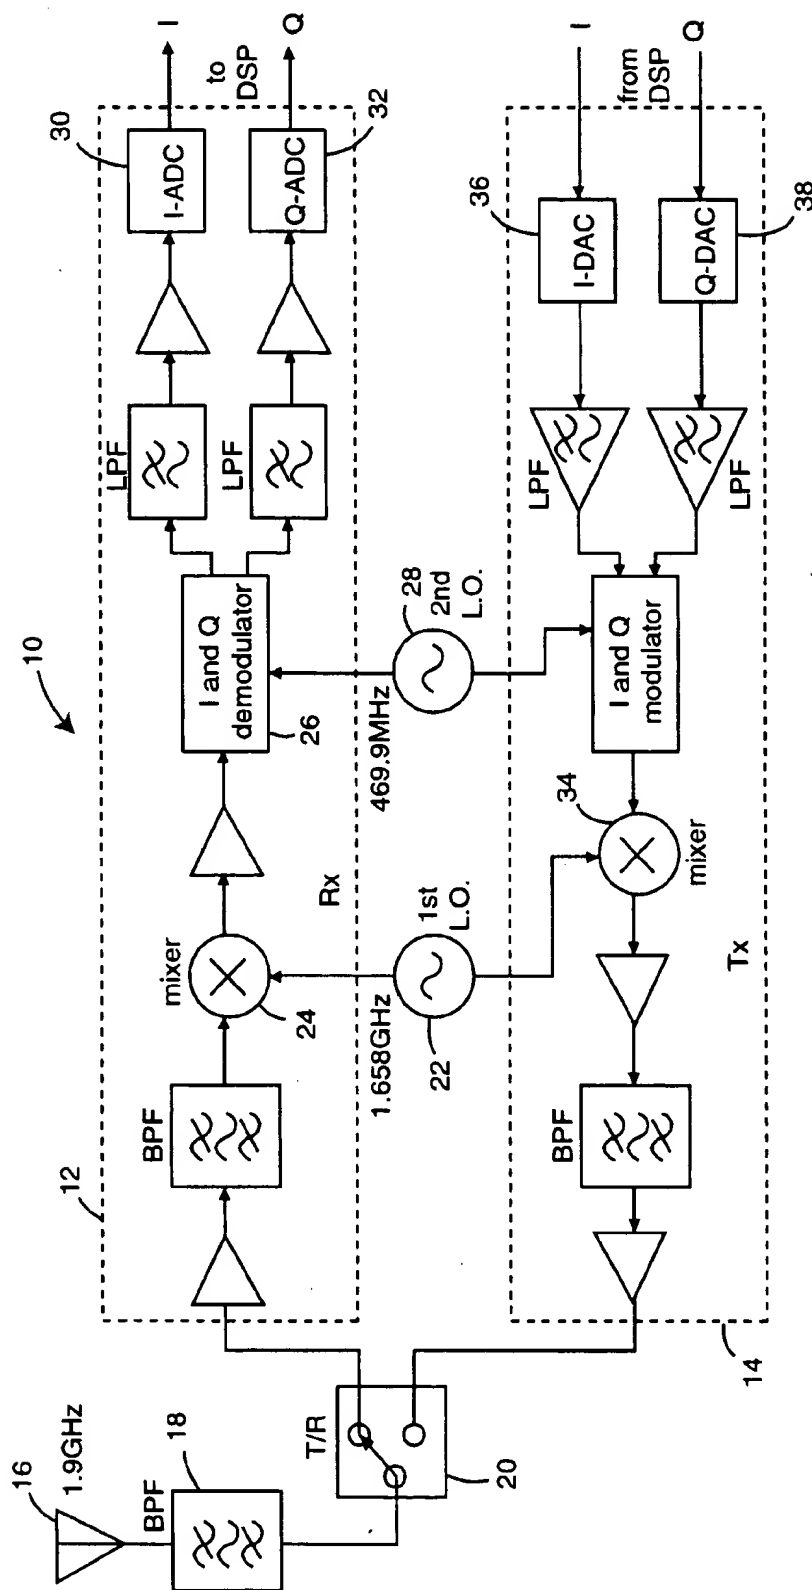 10
16
1.9GHz
BPF
18
T/R
20
12
BPF
mixer
24
Rx
I and Q
demodulator
26
LPF
LPF
I-ADC
30
Q-ADC
32
I
to
DSP
Q
1.658GHz
1st
L.O.
22
469.9MHz
28
2nd
L.O.
14
BPF
Tx
mixer
34
I and Q
modulator
LPF
LPF
I-DAC
36
Q-DAC
38
I
from
DSP
Q